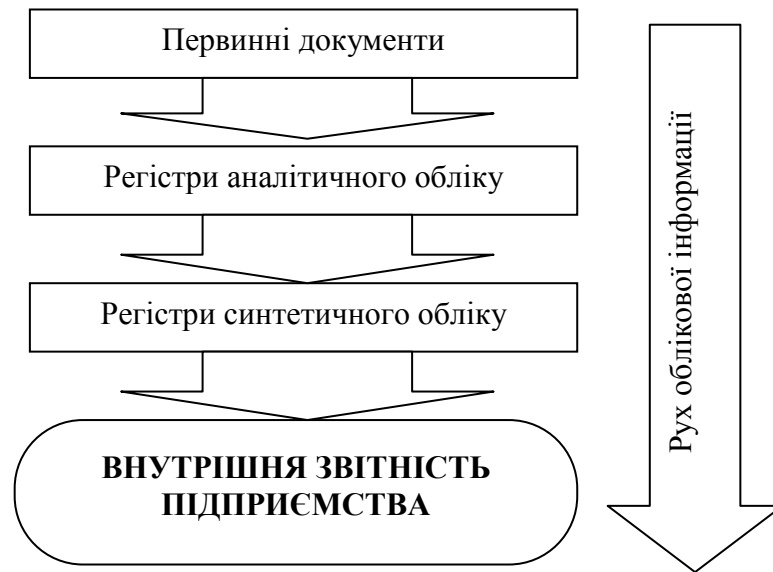 Первинні документи
Регістри аналітичного обліку
Регістри синтетичного обліку
ВНУТРІШНЯ ЗВІТНІСТЬ
ПІДПРИЄМСТВА
Рух облікової інформації